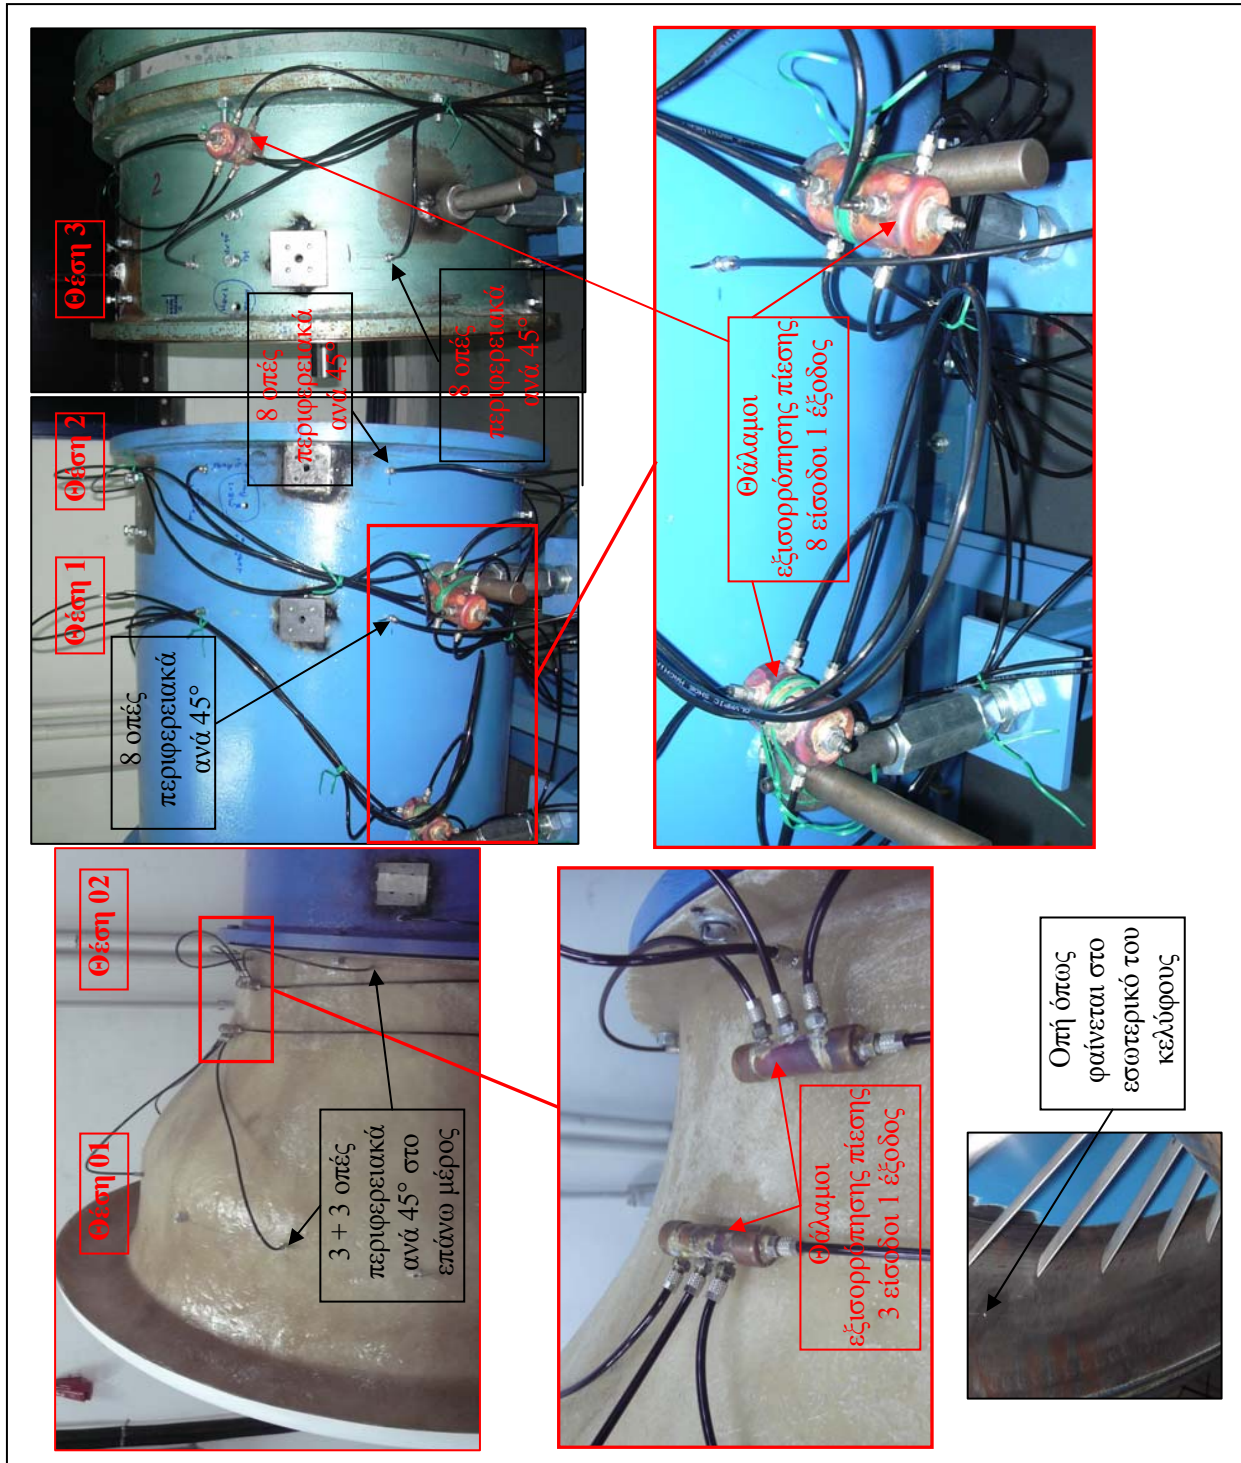 Θέση 01
Θέση 02
3 + 3 οπές
περιφερειακά
ανά 45° στο
επάνω μέρος
Θέση 1
Θέση 2
8 οπές
περιφερειακά
ανά 45°
Θέση 3
8 οπές
περιφερειακά
ανά 45°
8 οπές
περιφερειακά
ανά 45°
2
Θάλαμοι
εξισορρόπησης πίεσης
3 είσοδοι 1 έξοδος
Θάλαμοι
εξισορρόπησης πίεσης
8 είσοδοι 1 έξοδος
Οπή όπως
φαίνεται στο
εσωτερικό του
κελύφους